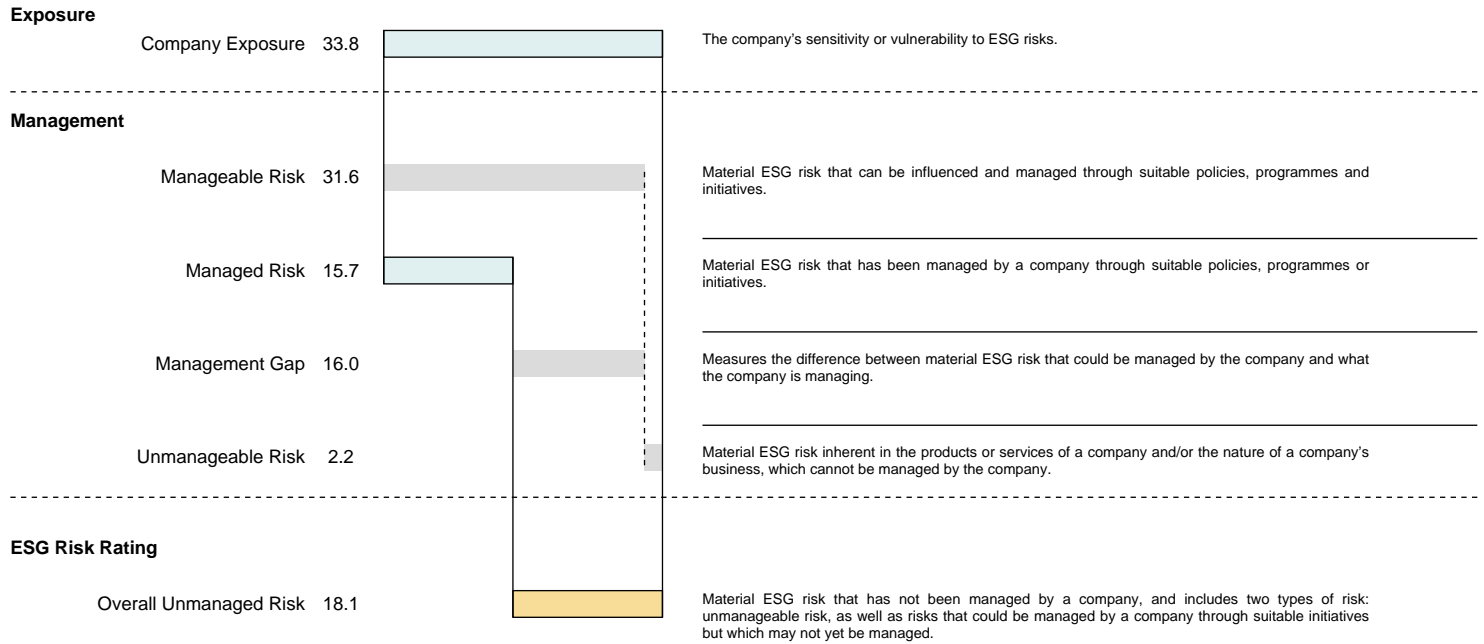 Exposure
Company Exposure 33.8
The company’s sensitivity or vulnerability to ESG risks.
Management
Manageable Risk 31.6
Material ESG risk that can be influenced and managed through suitable policies, programmes and
initiatives.
Managed Risk 15.7
Material ESG risk that has been managed by a company through suitable policies, programmes or
initiatives.
Management Gap 16.0
Measures the difference between material ESG risk that could be managed by the company and what
the company is managing.
Unmanageable Risk 2.2
Material ESG risk inherent in the products or services of a company and/or the nature of a company’s
business, which cannot be managed by the company.
ESG Risk Rating
Overall Unmanaged Risk 18.1
Material ESG risk that has not been managed by a company, and includes two types of risk:
unmanageable risk, as well as risks that could be managed by a company through suitable initiatives
but which may not yet be managed.